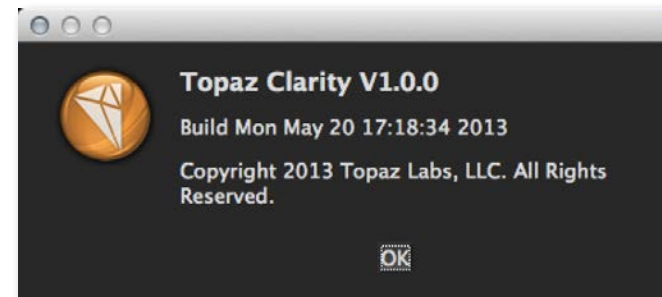 Topaz Clarity V1.0.0
Build Mon May 20 17:18:34 2013
Copyright 2013 Topaz Labs, LLC. All Rights
Reserved.
OK